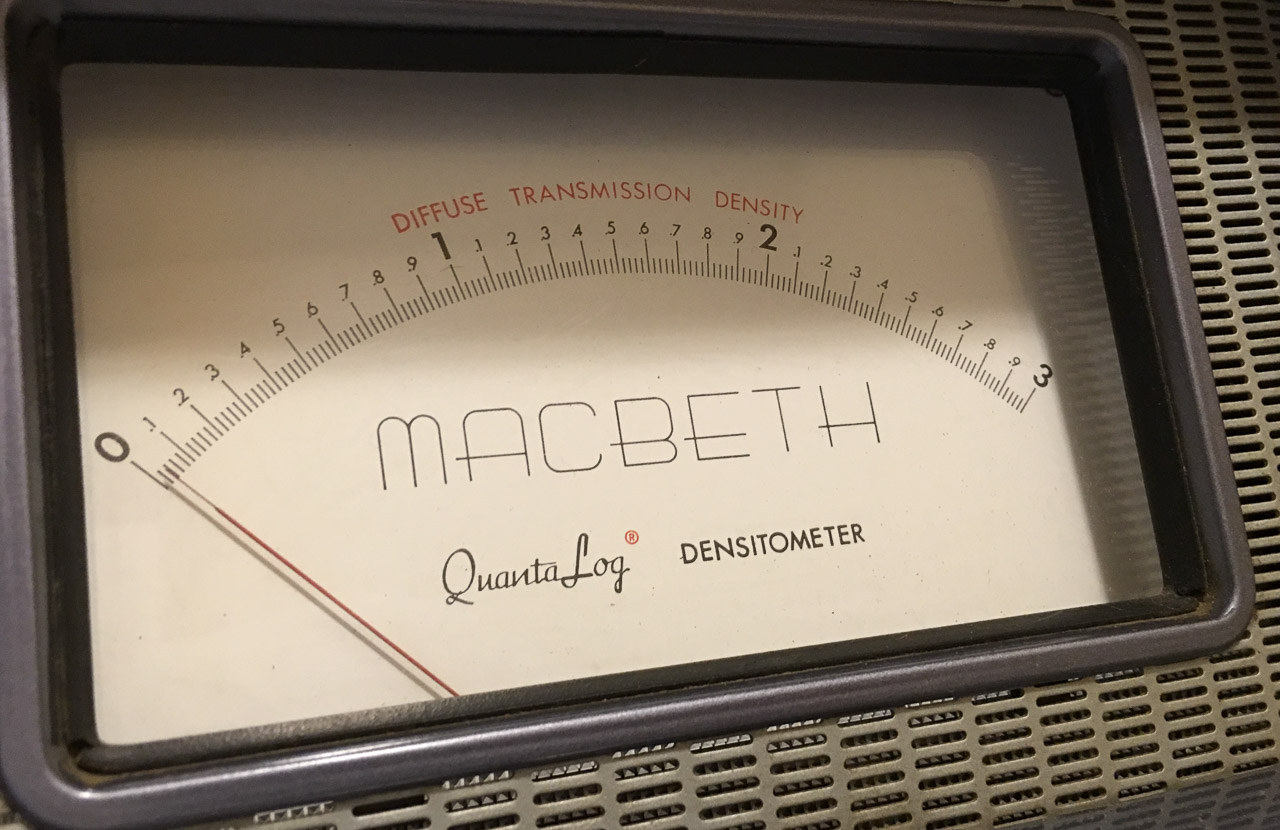 DIFFUSE TRANSMISSION DENSITY
0 .1 .2 .3 .4 .5 .6 .7 .8 .9 1 .1 .2 .3 .4 .5 .6 .7 .8 .9 2 .1 .2 .3 .4 .5 .6 .7 .8 .9 3
MACBETH
QuantaLog® DENSITOMETER